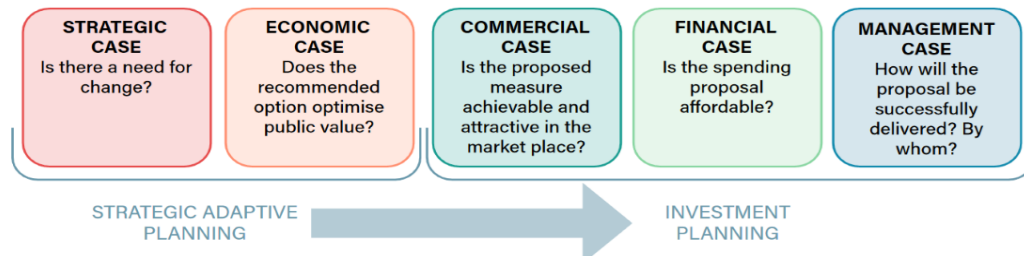 STRATEGIC
CASE
Is there a need for
change?
ECONOMIC
CASE
Does the
recommended
option optimise
public value?
COMMERCIAL
CASE
Is the proposed
measure
achievable and
attractive in the
market place?
FINANCIAL
CASE
Is the spending
proposal
affordable?
MANAGEMENT
CASE
How will the
proposal be
successfully
delivered? By
whom?
STRATEGIC ADAPTIVE
PLANNING
INVESTMENT
PLANNING